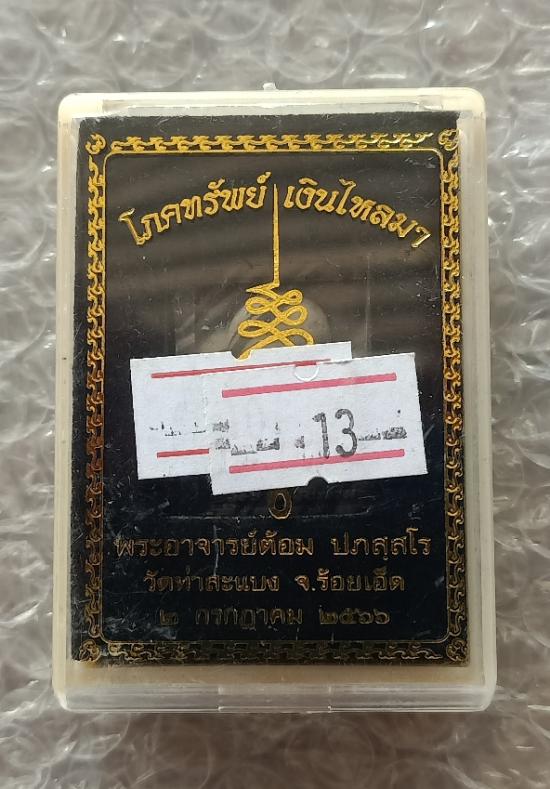 โภคทรัพย์ เงินไหลมา
13
พระอาจารย์ต้อม ปภสฺสโร
วัดท่าสะแบง จ.ร้อยเอ็ด
๒ กรกฎาคม ๒๕๖๖